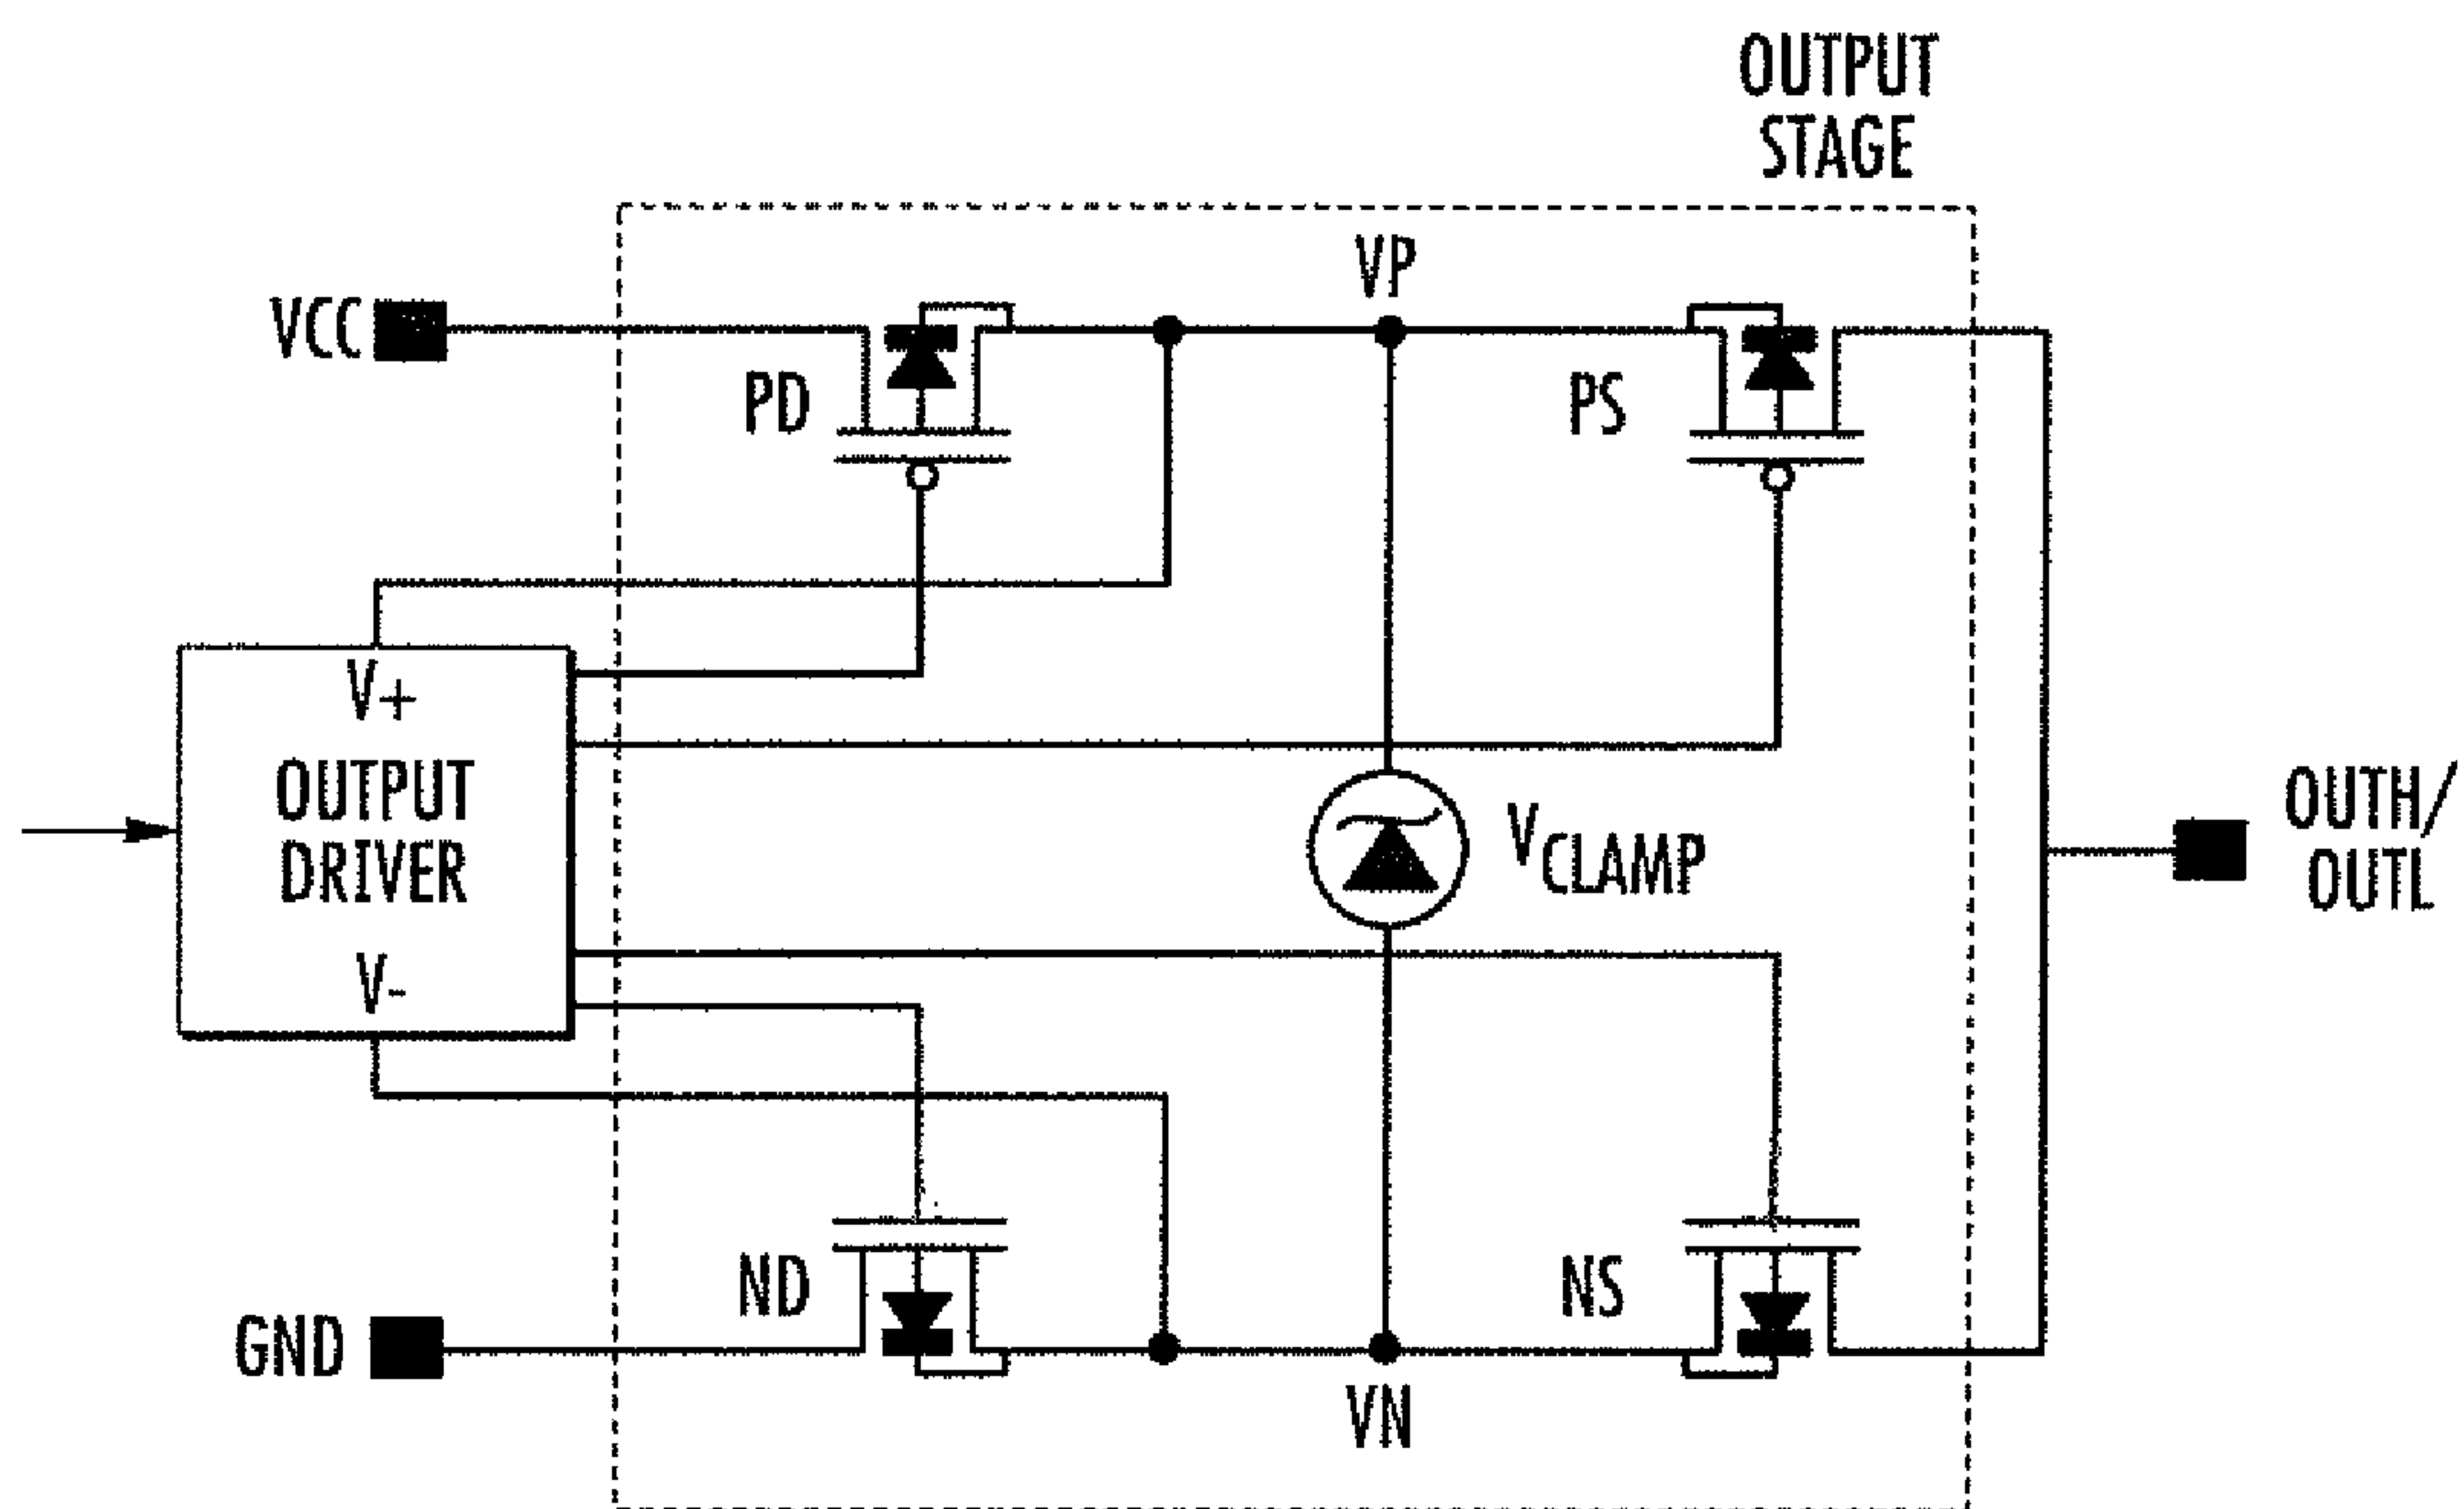 OUTPUT
STAGE
VP
VCC
PD
PS
V+
OUTPUT
DRIVER
V-
VCLAMP
OUTH/
OUTL
ND
NS
GND
VN